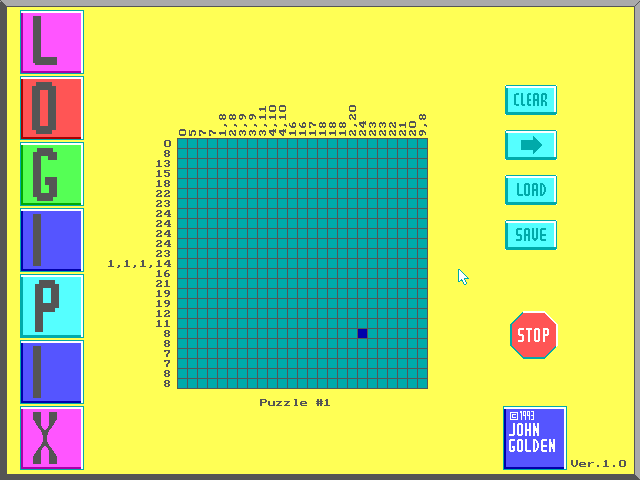 L
O
G
I
P
I
X
0 5 7 7 1,8 2,8 3,9 3,9 3,11 4,10 4,10 16 16 17 18 18 18 2,20 24 23 23 22 21 20 9,8
0
8
13
15
18
22
23
24
24
24
24
23
1,1,1,14
16
21
19
19
12
11
8
8
7
7
8
8
Puzzle #1
CLEAR
LOAD
SAVE
STOP
©1993
JOHN
GOLDEN
Ver.1.0